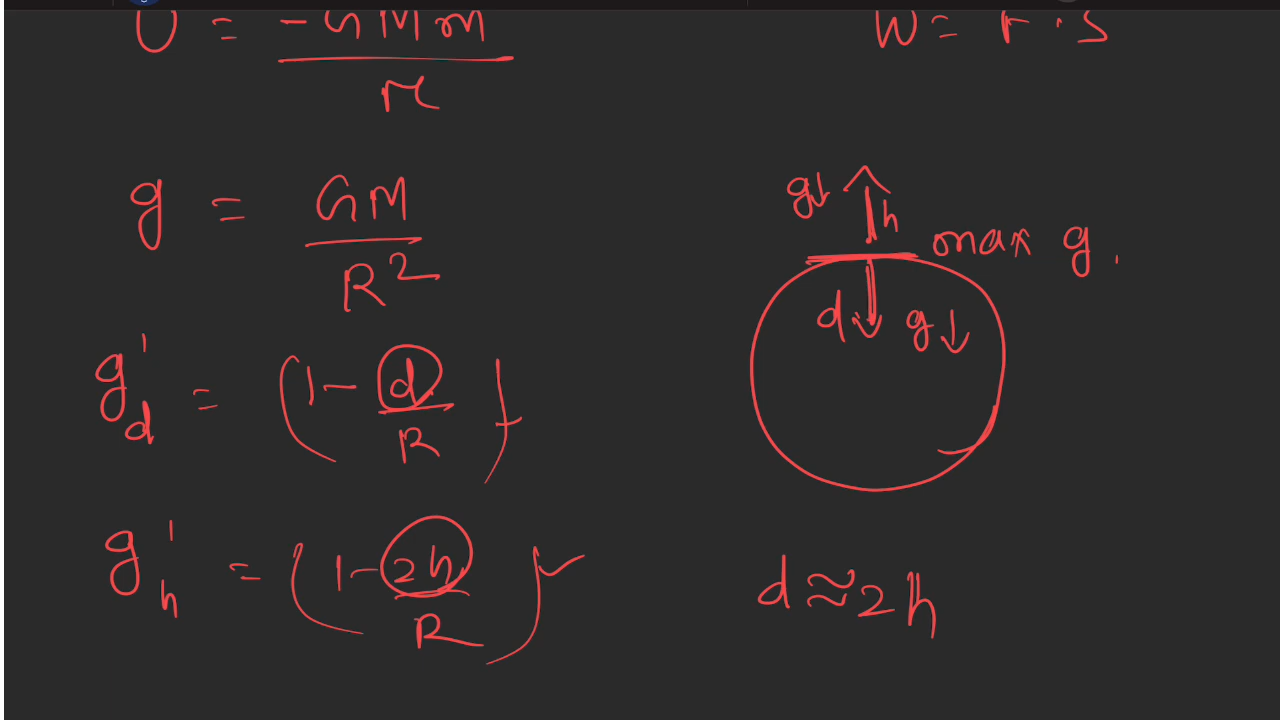 U = -GMm / r
W = F . S
g = GM / R²
g↓ h
max g.
d g↓
g'd = (1 - d/R)
g'h = (1 - 2h/R) ✓
d ≈ 2h